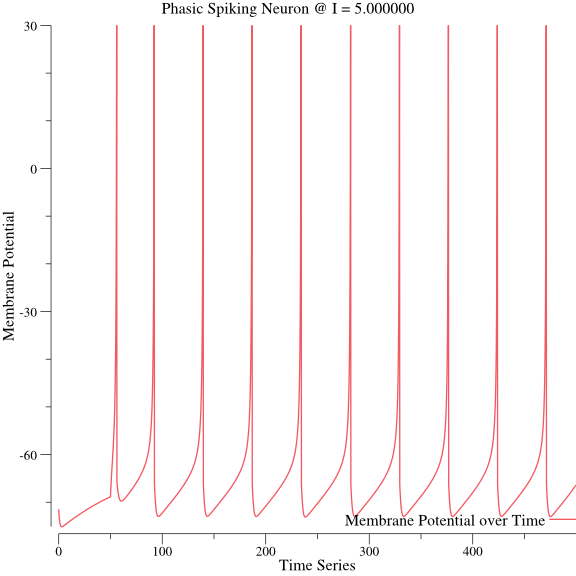 Phasic Spiking Neuron @ I = 5.000000
30
0
-30
-60
Membrane Potential
Membrane Potential over Time
0
100
200
300
400
Time Series